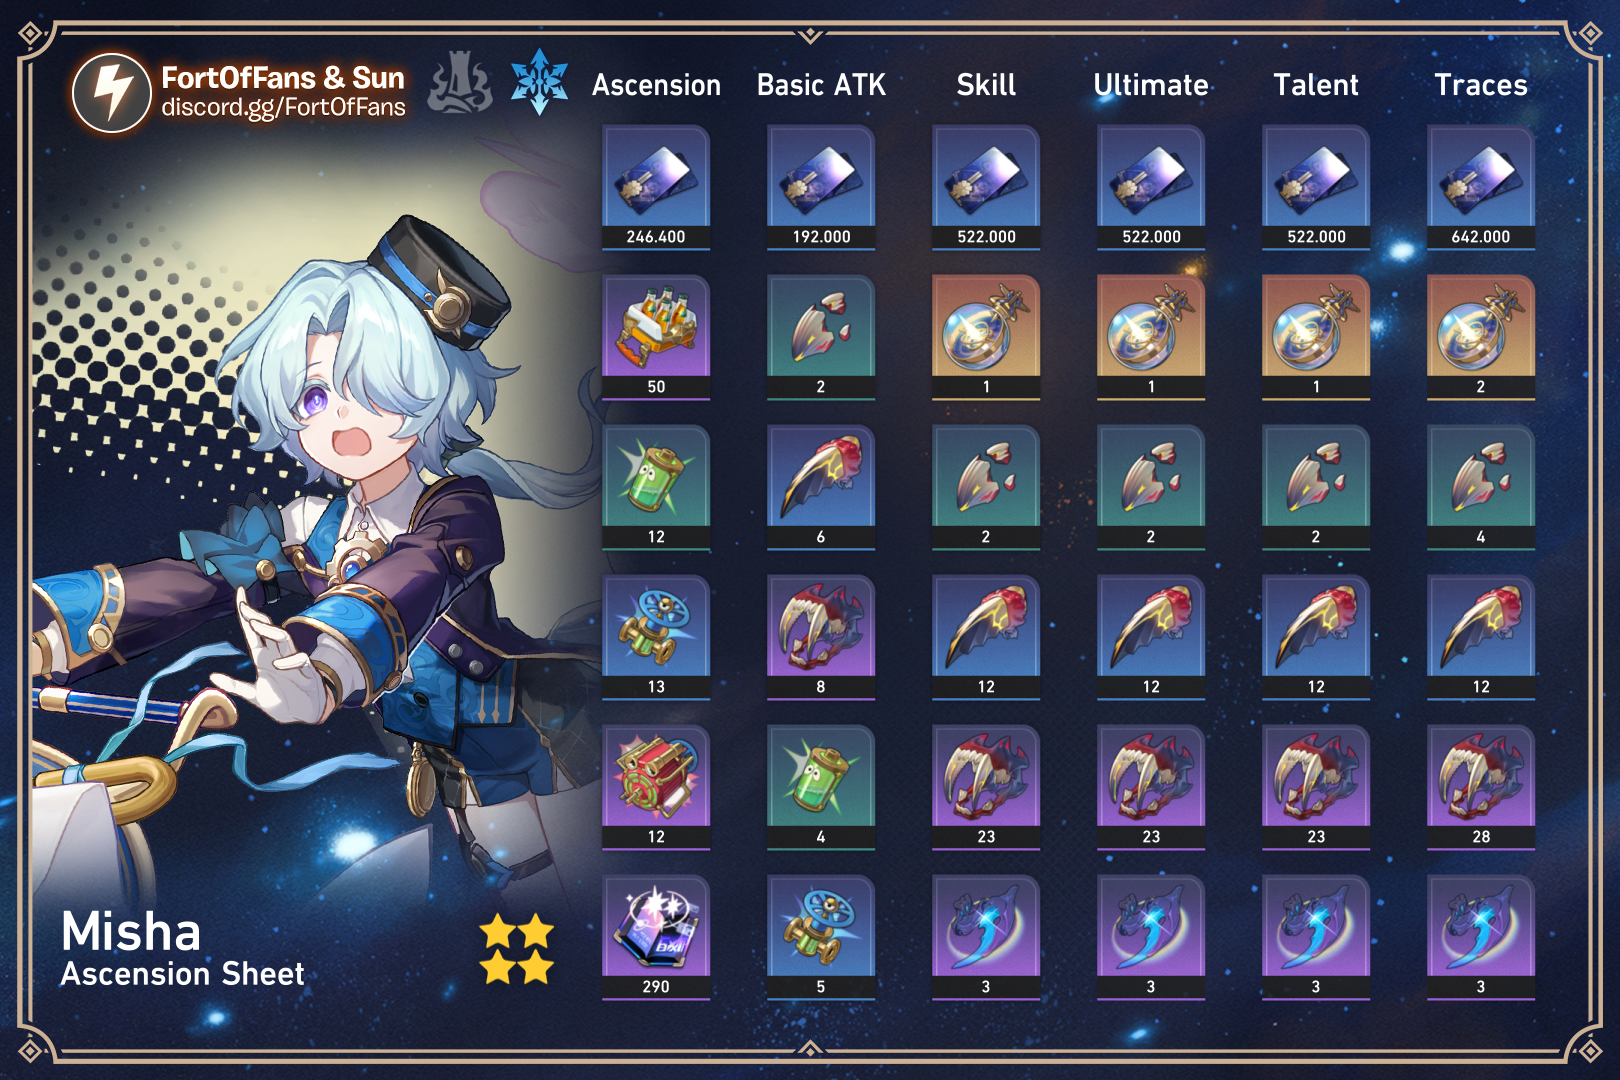 FortOfFans & Sun
discord.gg/FortOfFans
Ascension Basic ATK Skill Ultimate Talent Traces
246.400 192.000 522.000 522.000 522.000 642.000
50 2 1 1 1 2
12 6 2 2 2 4
13 8 12 12 12 12
12 4 23 23 23 28
290 5 3 3 3 3
Misha
Ascension Sheet